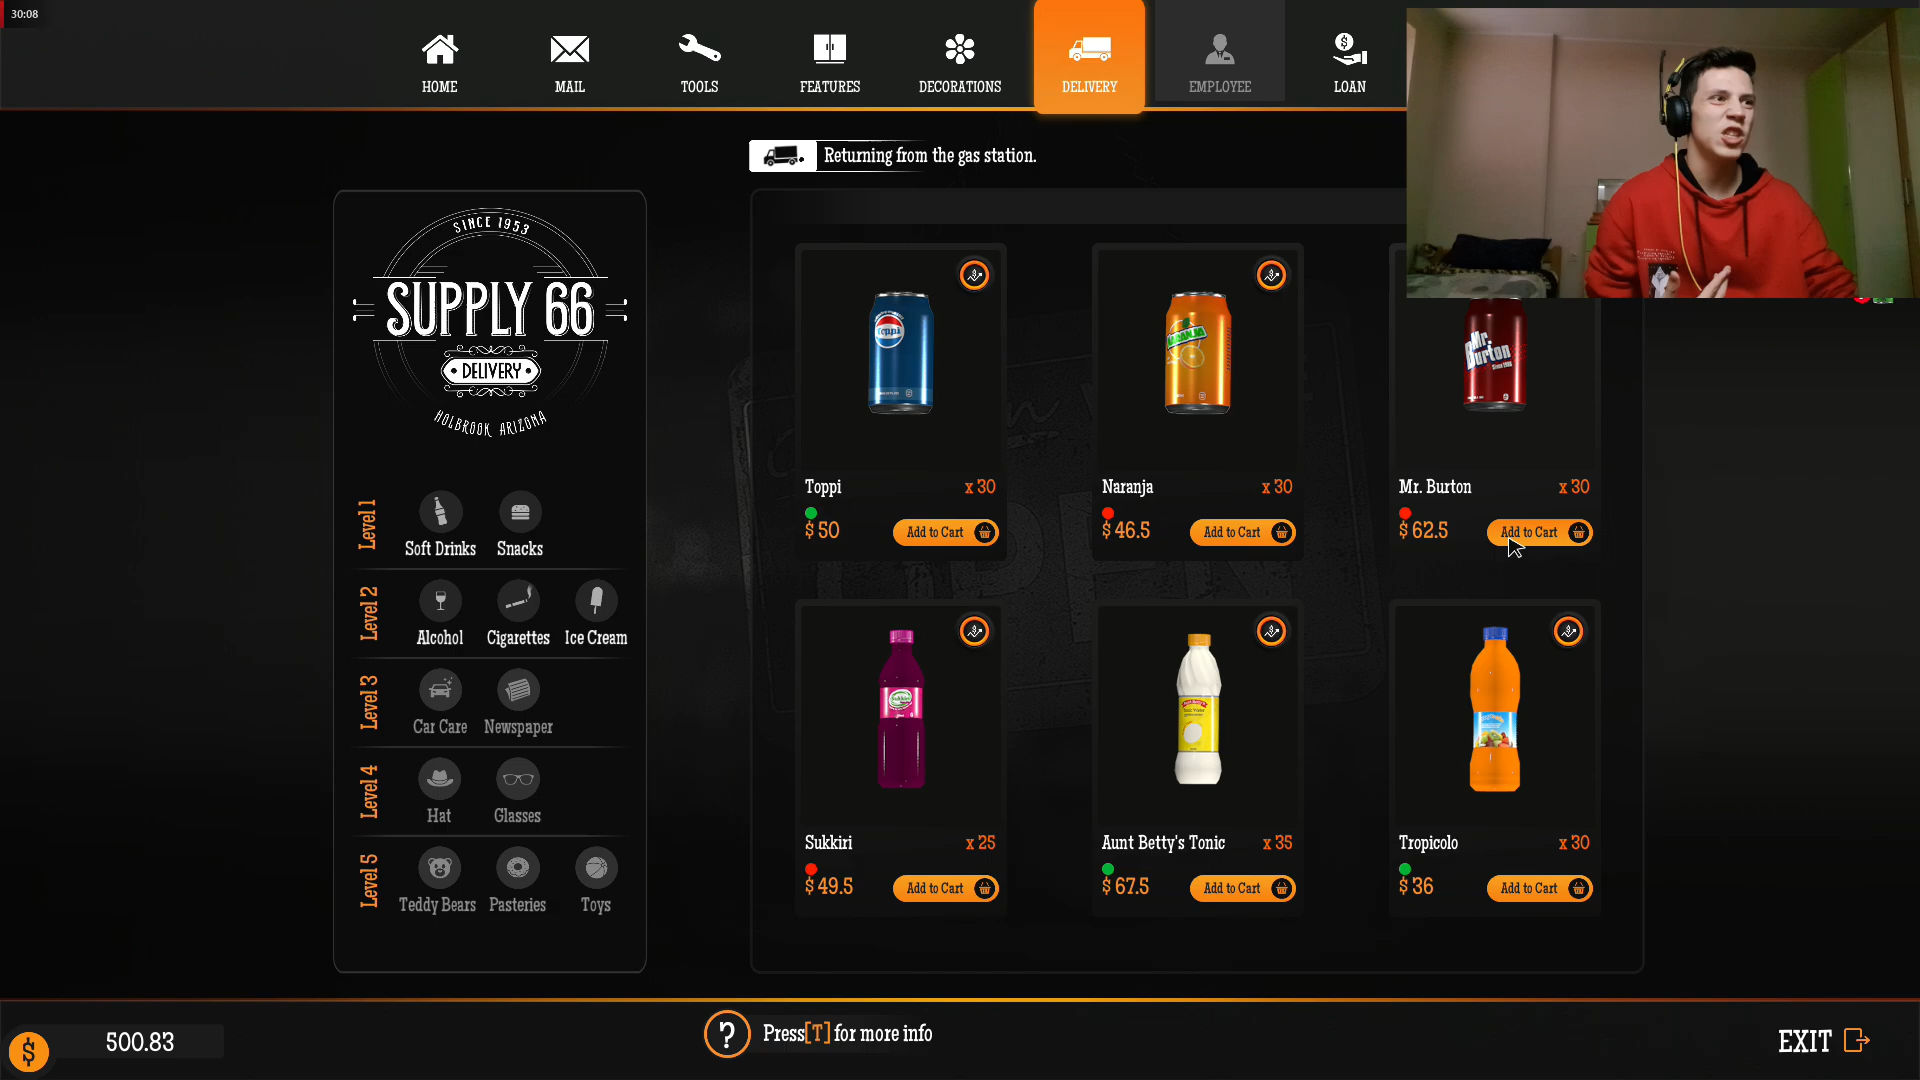 30:08
HOME
MAIL
TOOLS
FEATURES
DECORATIONS
DELIVERY
EMPLOYEE
LOAN
Returning from the gas station.
SINCE 1953
SUPPLY 66
DELIVERY
HOLBROOK ARIZONA
Level 1
Soft Drinks
Snacks
Level 2
Alcohol
Cigarettes
Ice Cream
Level 3
Car Care
Newspaper
Level 4
Hat
Glasses
Level 5
Teddy Bears
Pasteries
Toys
Toppi
Toppi x 30
$ 50
Add to Cart
NARANJA
Naranja x 30
$ 46.5
Add to Cart
Mr. Burton
Mr. Burton x 30
$ 62.5
Add to Cart
Sukkiri
Sukkiri x 25
$ 49.5
Add to Cart
Aunt Betty's Tonic x 35
$ 67.5
Add to Cart
Tropicolo x 30
$ 36
Add to Cart
$ 500.83
? Press[T] for more info
EXIT